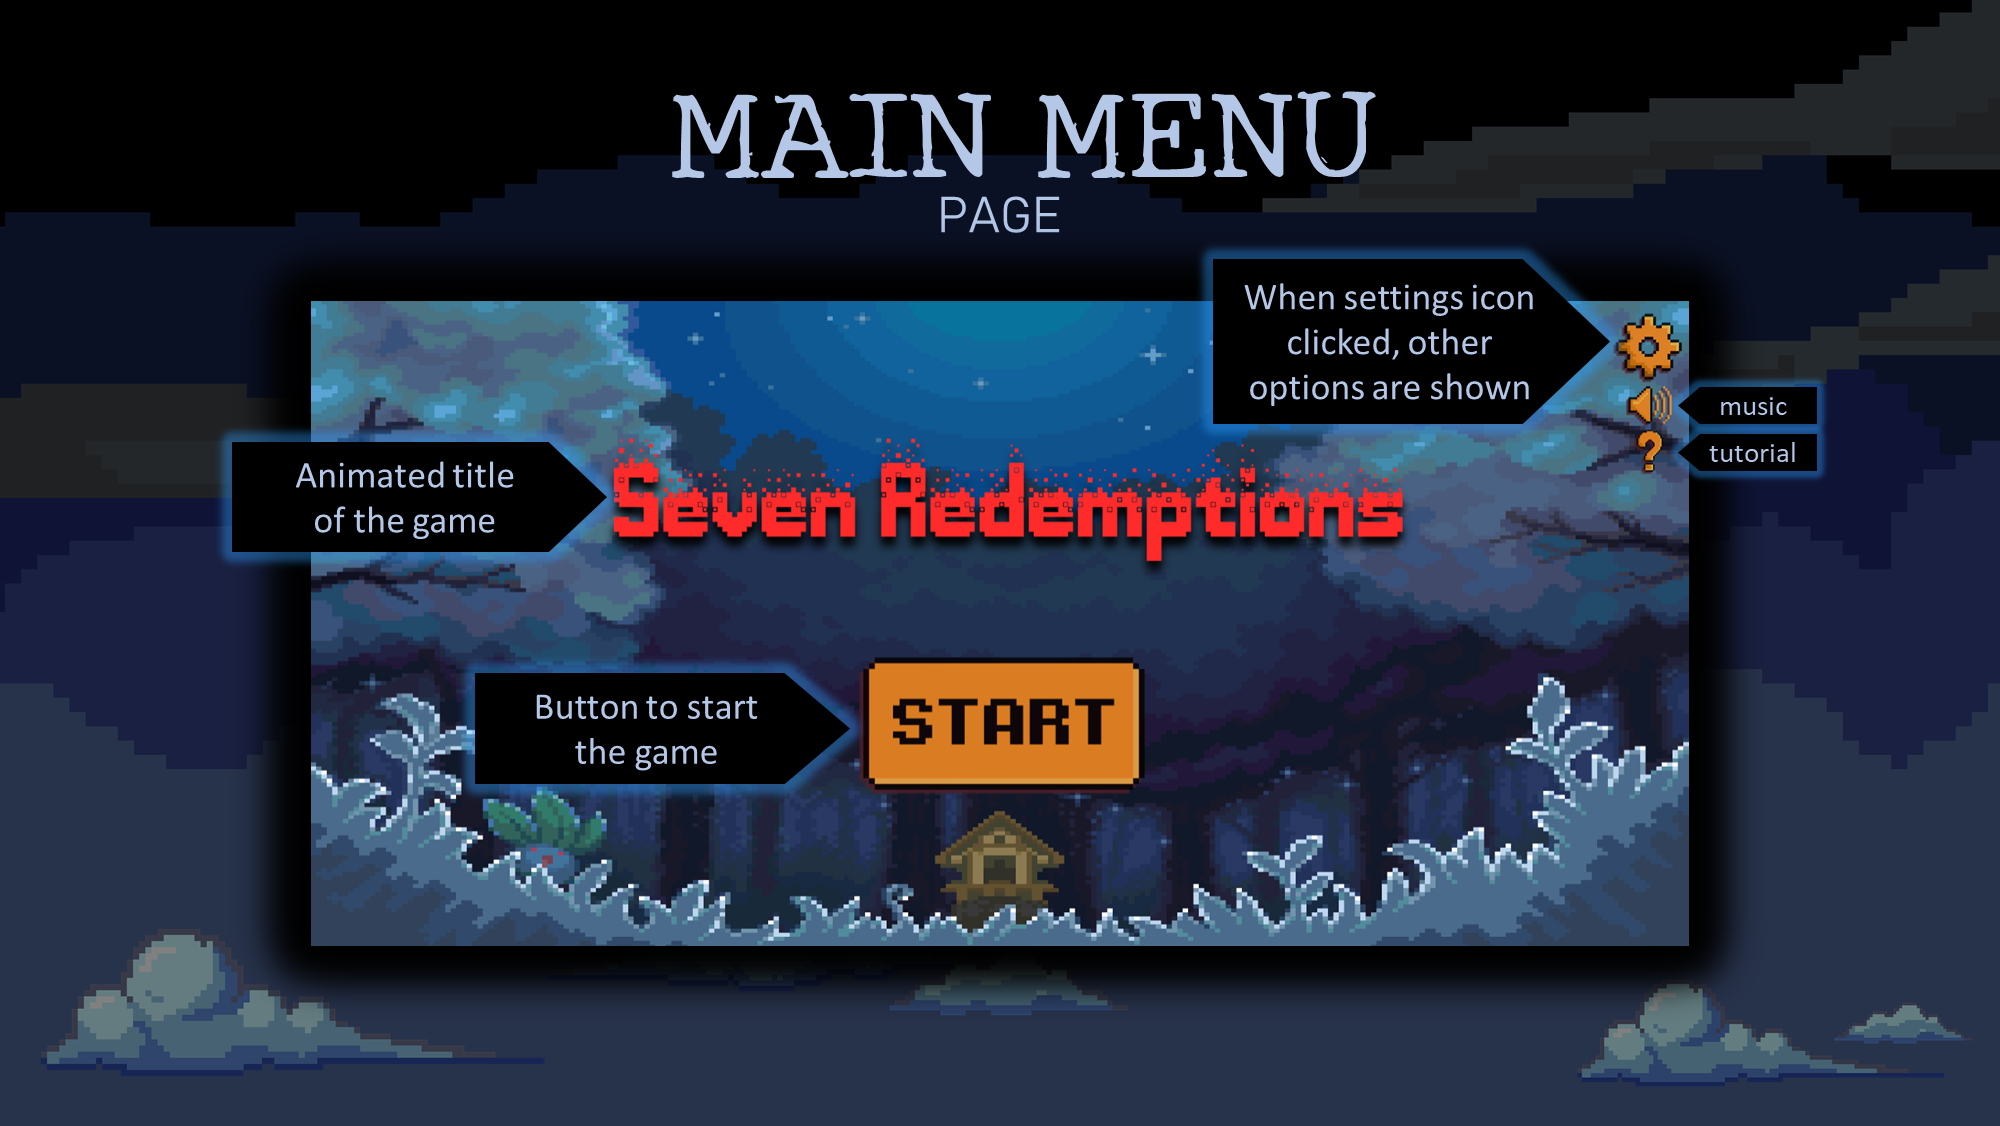 MAIN MENU
PAGE
When settings icon
clicked, other
options are shown
music
tutorial
Animated title
of the game
Seven Redemptions
Button to start
the game
START
?